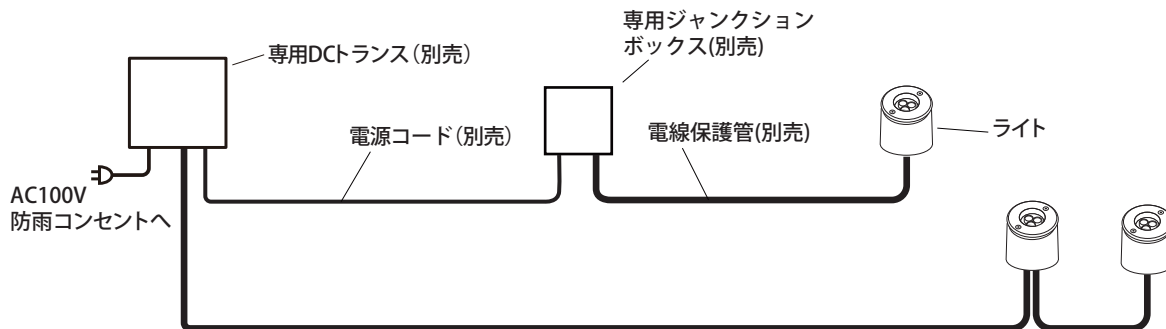 専用DCトランス（別売）
専用ジャンクション
ボックス(別売)
電源コード（別売）
電線保護管(別売)
ライト
AC100V
防雨コンセントへ